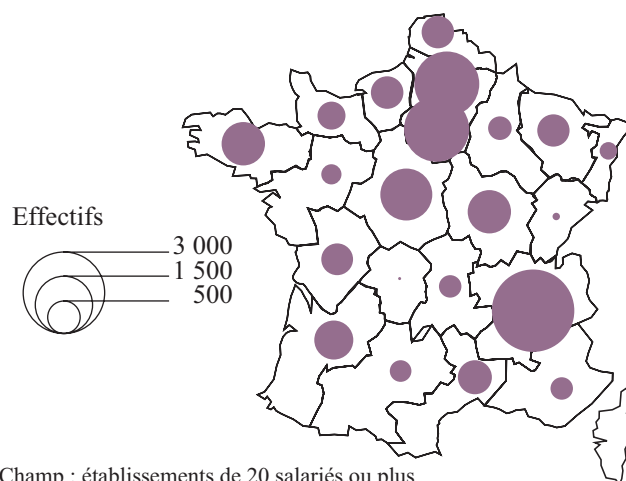 Effectifs
3 000
1 500
500
Champ : établissements de 20 salariés ou plus